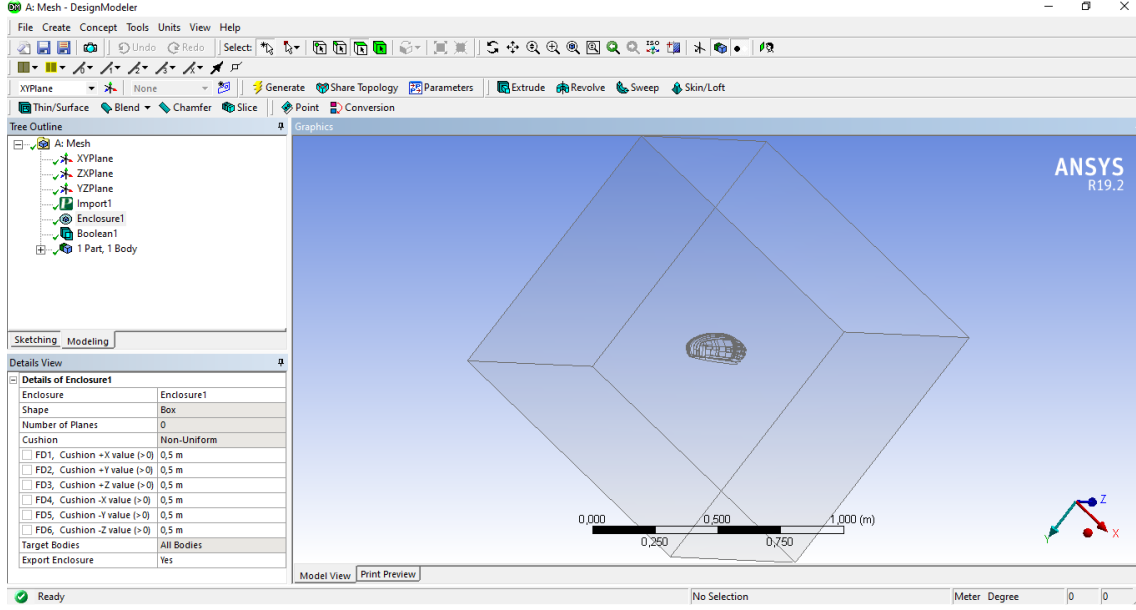 A: Mesh - DesignModeler
File Create Concept Tools Units View Help
Undo Redo Select:
XYPlane None Generate Share Topology Parameters Extrude Revolve Sweep Skin/Loft
Thin/Surface Blend Chamfer Slice Point Conversion
Tree Outline
A: Mesh
XYPlane
ZXPlane
YZPlane
Import1
Enclosure1
Boolean1
1 Part, 1 Body
Sketching Modeling
Details View
Details of Enclosure1
Enclosure Enclosure1
Shape Box
Number of Planes 0
Cushion Non-Uniform
FD1, Cushion +X value (>0) 0,5 m
FD2, Cushion +Y value (>0) 0,5 m
FD3, Cushion +Z value (>0) 0,5 m
FD4, Cushion -X value (>0) 0,5 m
FD5, Cushion -Y value (>0) 0,5 m
FD6, Cushion -Z value (>0) 0,5 m
Target Bodies All Bodies
Export Enclosure Yes
Graphics
ANSYS
R19.2
0,000 0,500 1,000 (m)
0,250 0,750
Z
X
Y
Model View Print Preview
Ready No Selection Meter Degree 0 0